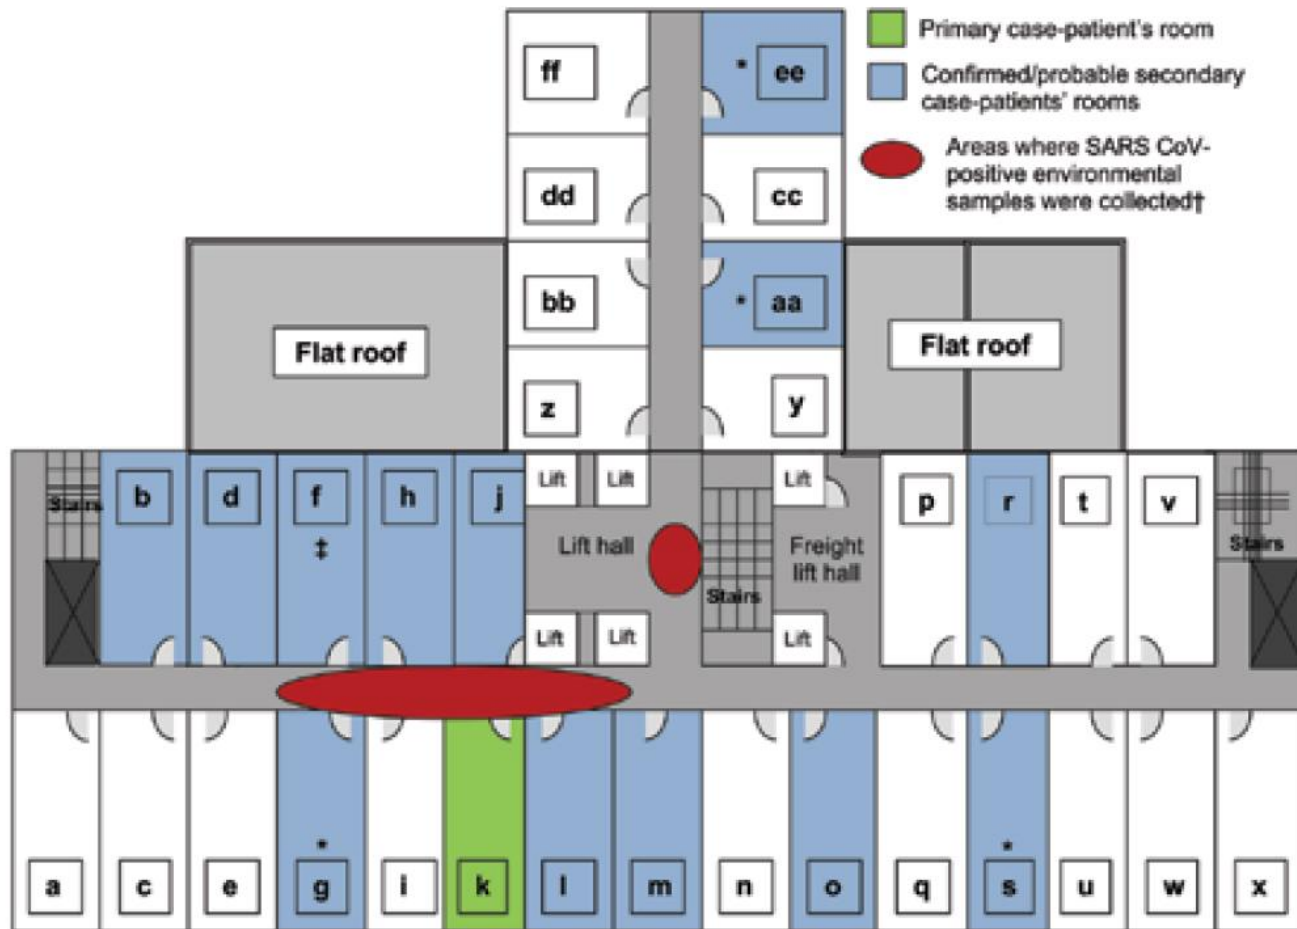 Primary case-patient's room
Confirmed/probable secondary
case-patients' rooms
Areas where SARS CoV-
positive environmental
samples were collected†
ff
* ee
dd
cc
bb
* aa
z
y
Flat roof
Flat roof
Stairs
b
d
f
h
j
‡
Lift
Lift
Lift hall
Lift
Lift
Stairs
Lift
Freight
lift hall
Lift
p
r
t
v
Stairs
*
*
a
c
e
g
i
k
l
m
n
o
q
s
u
w
x